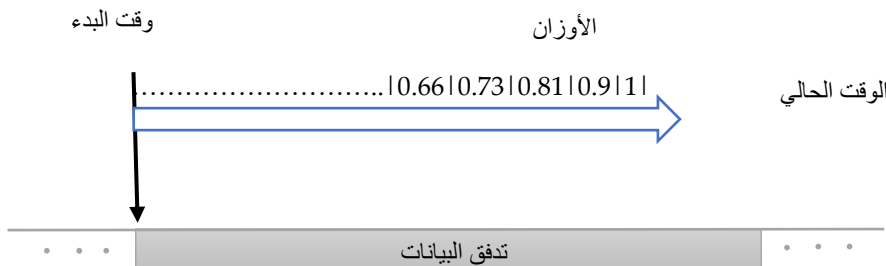 وقت البدء
الأوزان
...........................|0.66|0.73|0.81|0.9|1|
الوقت الحالي
تدفق البيانات